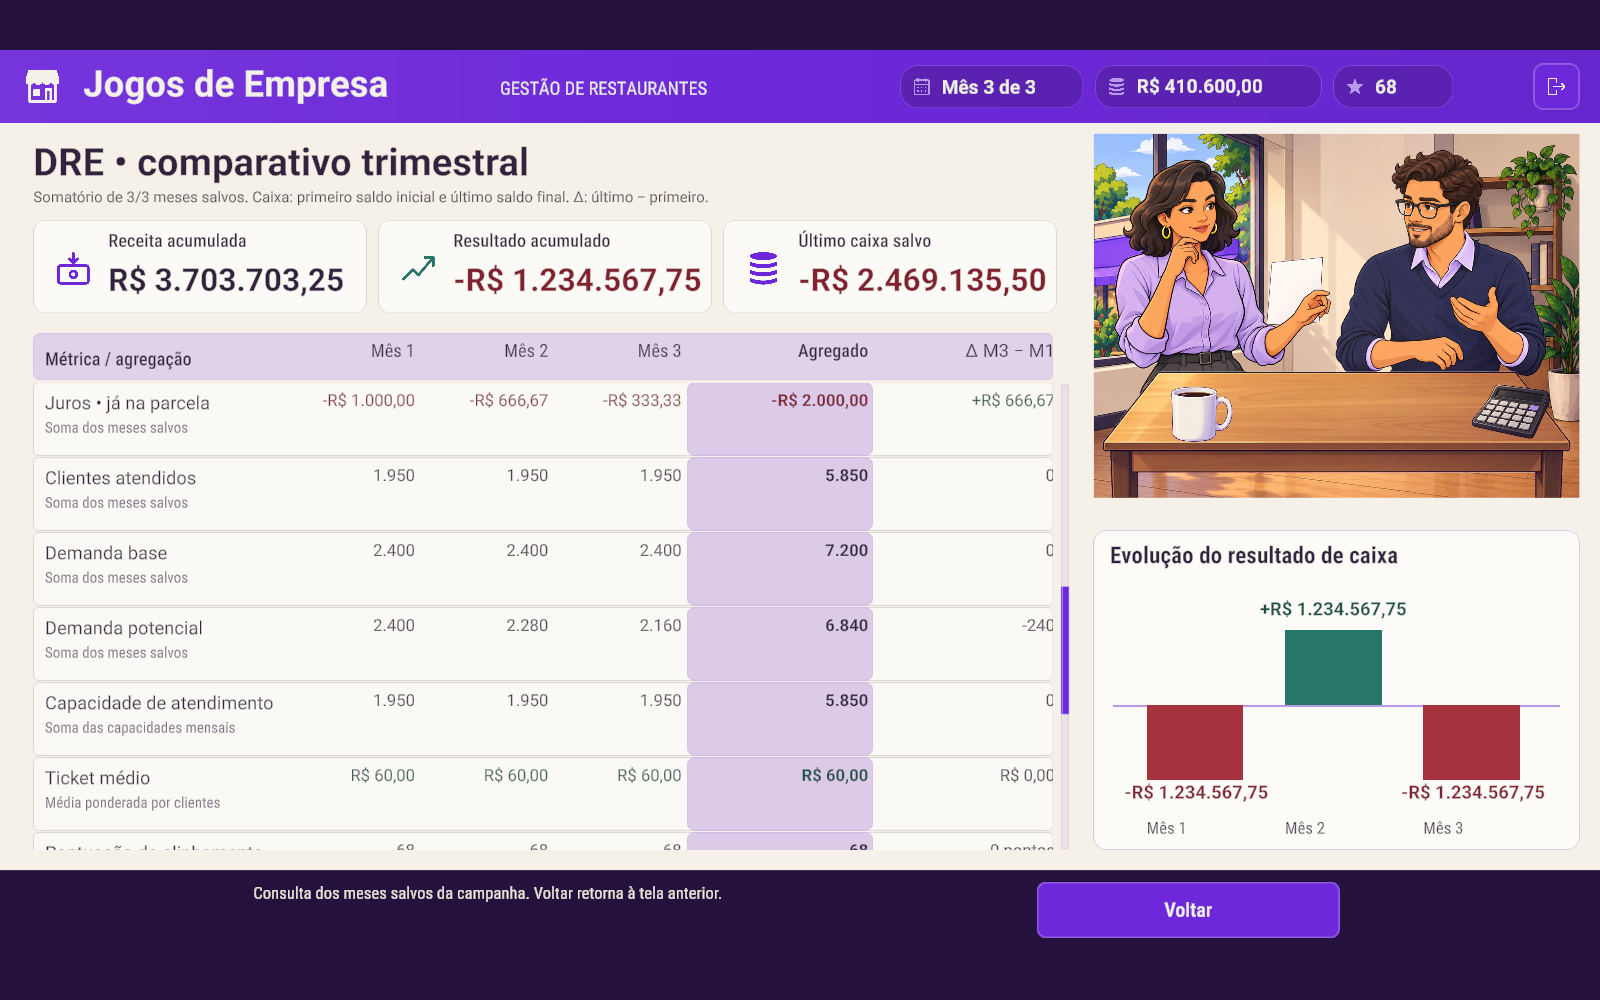 Jogos de Empresa
GESTÃO DE RESTAURANTES
Mês 3 de 3
R$ 410.600,00
68
DRE • comparativo trimestral
Somatório de 3/3 meses salvos. Caixa: primeiro saldo inicial e último saldo final. Δ: último – primeiro.
Receita acumulada
R$ 3.703.703,25
Resultado acumulado
-R$ 1.234.567,75
Último caixa salvo
-R$ 2.469.135,50
Métrica / agregação Mês 1 Mês 2 Mês 3 Agregado Δ M3 – M1
Juros • já na parcela -R$ 1.000,00 -R$ 666,67 -R$ 333,33 -R$ 2.000,00 +R$ 666,67
Soma dos meses salvos
Clientes atendidos 1.950 1.950 1.950 5.850 0
Soma dos meses salvos
Demanda base 2.400 2.400 2.400 7.200 0
Soma dos meses salvos
Demanda potencial 2.400 2.280 2.160 6.840 -240
Soma dos meses salvos
Capacidade de atendimento 1.950 1.950 1.950 5.850 0
Soma das capacidades mensais
Ticket médio R$ 60,00 R$ 60,00 R$ 60,00 R$ 60,00 R$ 0,00
Média ponderada por clientes
68 68 68 68 0 pontos
Evolução do resultado de caixa
+R$ 1.234.567,75
-R$ 1.234.567,75 -R$ 1.234.567,75
Mês 1 Mês 2 Mês 3
Consulta dos meses salvos da campanha. Voltar retorna à tela anterior.
Voltar